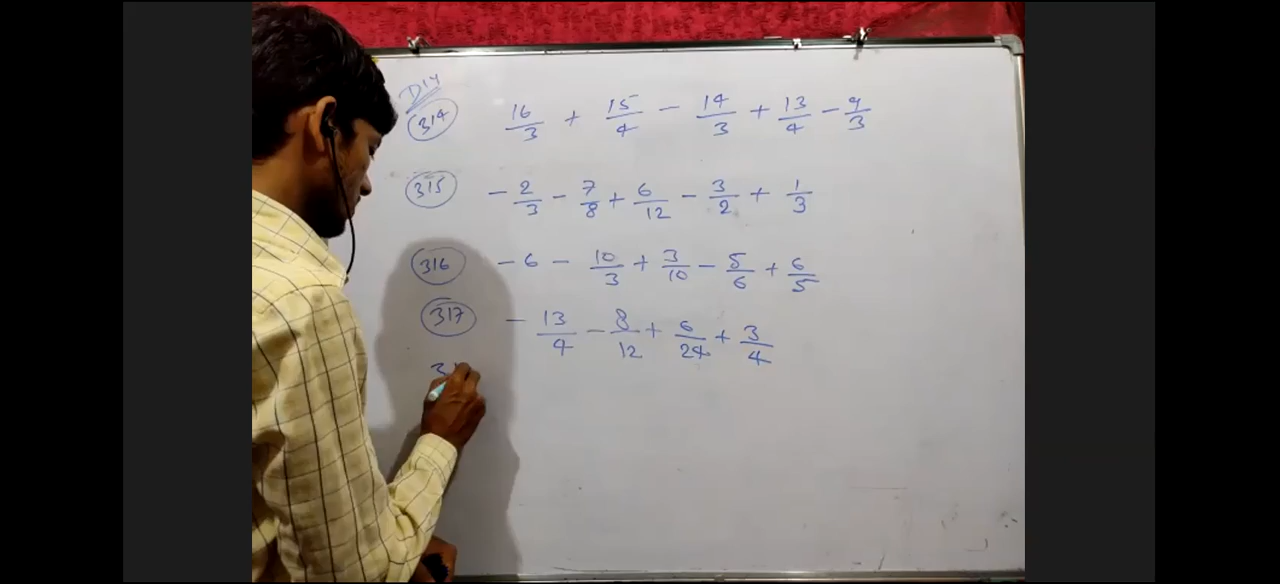 D14
314 16/3 + 15/4 - 14/3 + 13/4 - 9/3
315 - 2/3 - 7/8 + 6/12 - 3/2 + 1/3
316 - 6 - 10/3 + 3/10 - 5/6 + 6/5
317 - 13/4 - 8/12 + 6/24 + 3/4
31